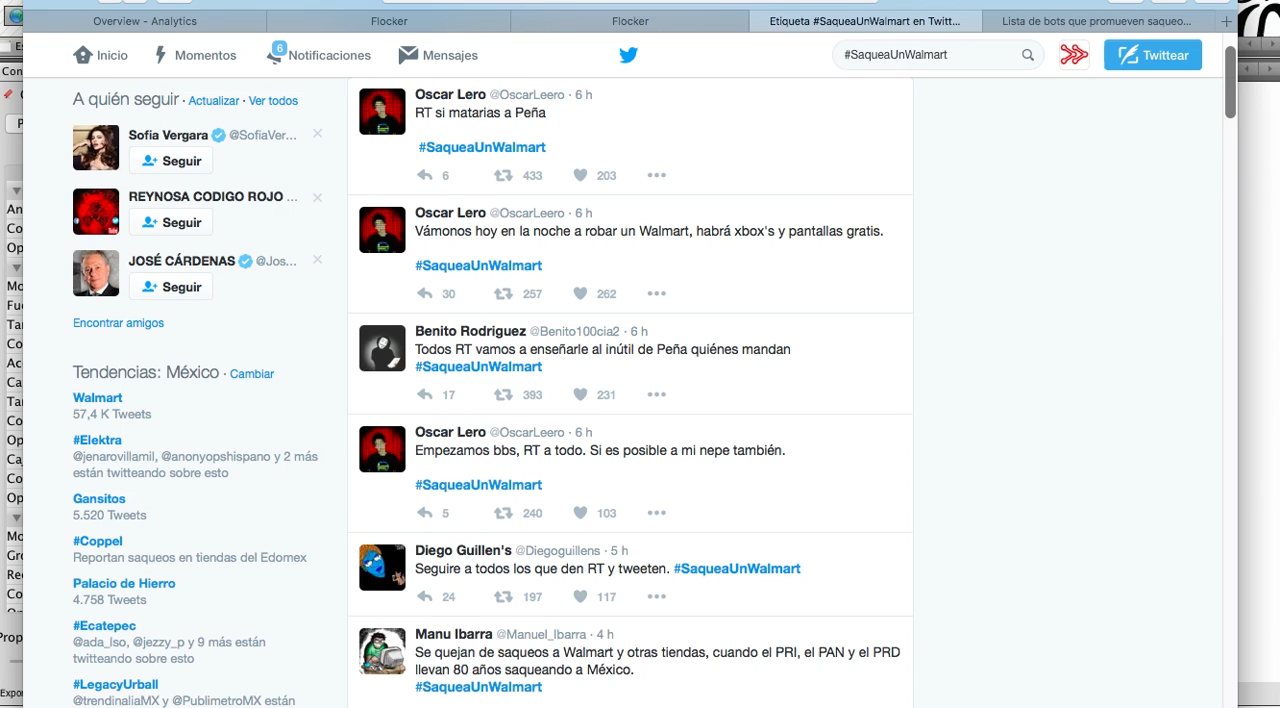 Overview - Analytics
Flocker
Flocker
Etiqueta #SaqueaUnWalmart en Twitt...
Lista de bots que promueven saqueo...
Inicio
Momentos
6
Notificaciones
Mensajes
#SaqueaUnWalmart
Twittear
A quién seguir · Actualizar · Ver todos
Sofia Vergara @SofiaVer...
Seguir
REYNOSA CODIGO ROJO ...
Seguir
JOSÉ CÁRDENAS @Jos...
Seguir
Encontrar amigos
Tendencias: México · Cambiar
Walmart
57,4 K Tweets
#Elektra
@jenarovillamil, @anonyopshispano y 2 más
están twitteando sobre esto
Gansitos
5.520 Tweets
#Coppel
Reportan saqueos en tiendas del Edomex
Palacio de Hierro
4.758 Tweets
#Ecatepec
@ada_lso, @jezzy_p y 9 más están
twitteando sobre esto
#LegacyUrball
@trendinaliaMX y @PublimetroMX están
Oscar Lero @OscarLeero · 6 h
RT si matarias a Peña
#SaqueaUnWalmart
6 433 203
Oscar Lero @OscarLeero · 6 h
Vámonos hoy en la noche a robar un Walmart, habrá xbox's y pantallas gratis.
#SaqueaUnWalmart
30 257 262
Benito Rodriguez @Benito100cia2 · 6 h
Todos RT vamos a enseñarle al inútil de Peña quiénes mandan
#SaqueaUnWalmart
17 393 231
Oscar Lero @OscarLeero · 6 h
Empezamos bbs, RT a todo. Si es posible a mi nepe también.
#SaqueaUnWalmart
5 240 103
Diego Guillen's @Diegoguillens · 5 h
Seguire a todos los que den RT y tweeten. #SaqueaUnWalmart
24 197 117
Manu Ibarra @Manuel_Ibarra · 4 h
Se quejan de saqueos a Walmart y otras tiendas, cuando el PRI, el PAN y el PRD
llevan 80 años saqueando a México.
#SaqueaUnWalmart